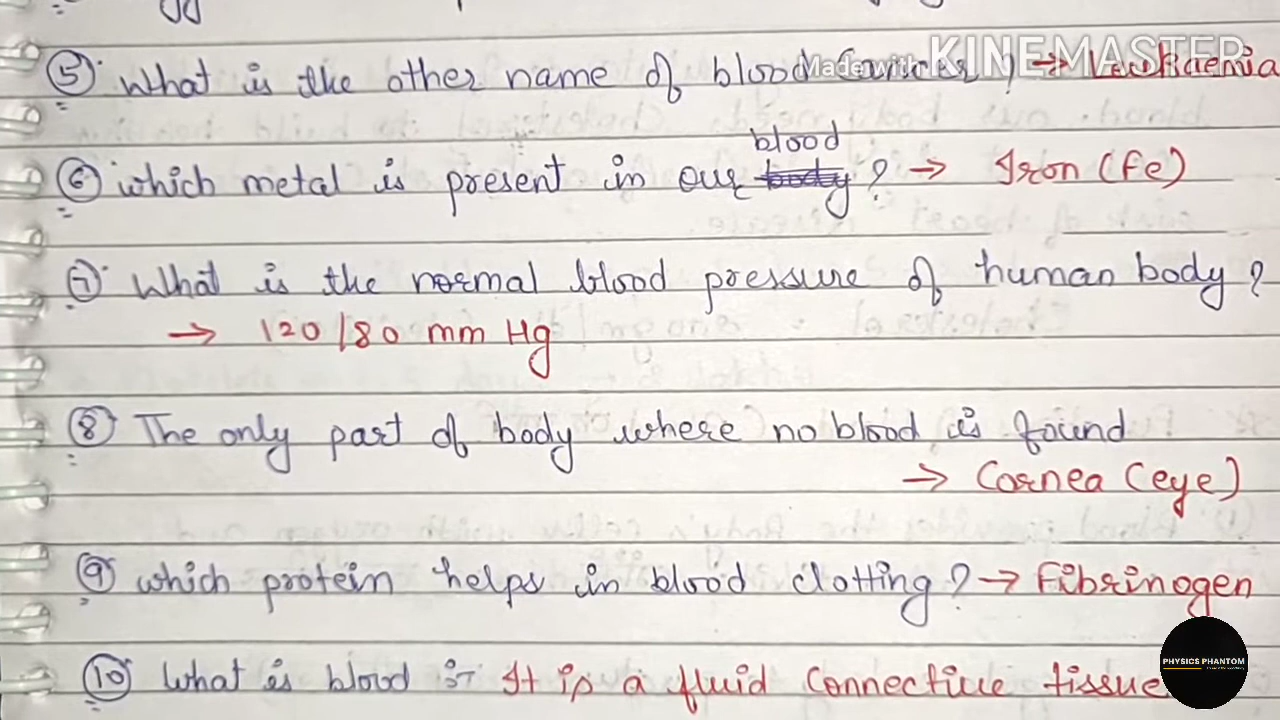 ⑤ What is the other name of blood Cancer? → Leukaemia
Made with KINEMASTER
blood
⑥ which metal is present in our body? → Iron (Fe)
⑦ What is the normal blood pressure of human body?
→ 120/80 mm Hg
⑧ The only part of body where no blood is found
→ Cornea (eye)
⑨ which protein helps in blood clotting? → Fibrinogen
⑩ What is blood :- It is a fluid connective tissue
PHYSICS PHANTOM